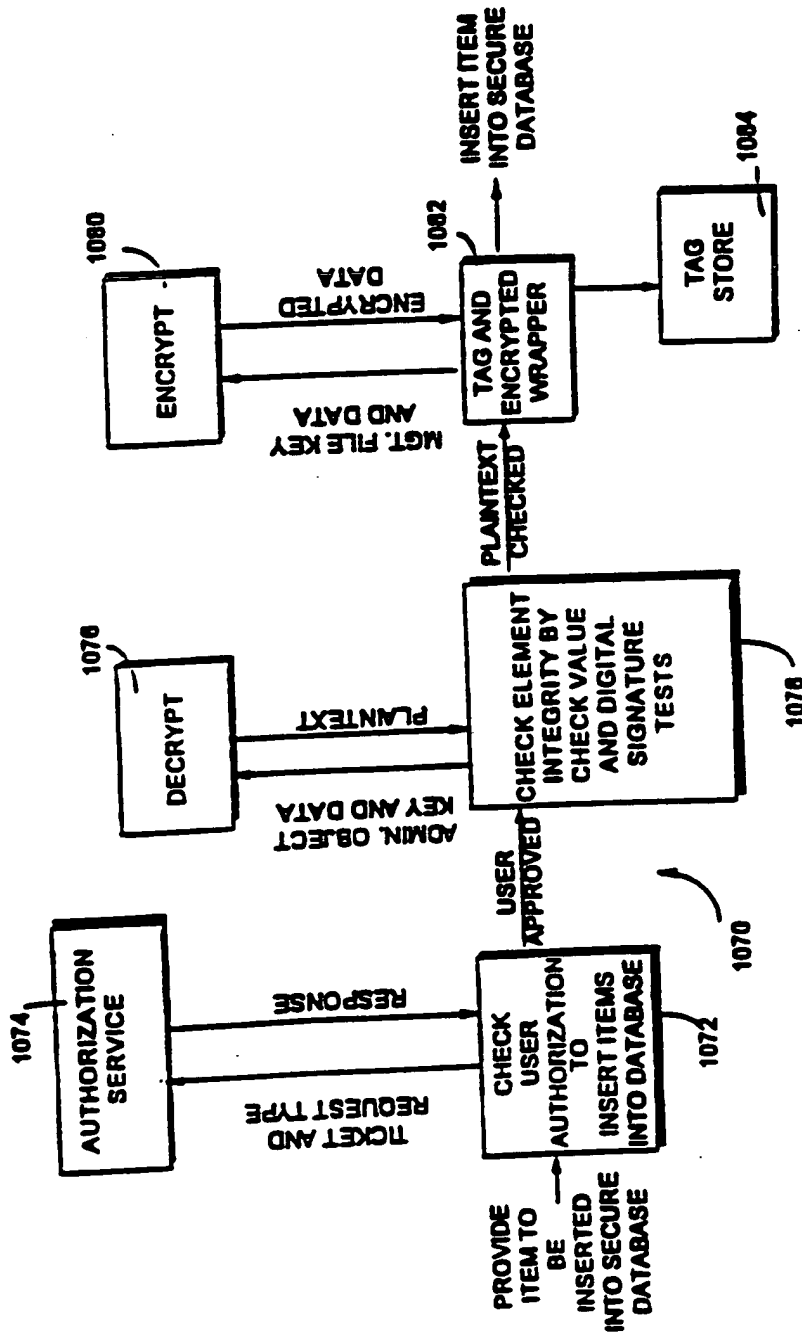 1074
AUTHORIZATION
SERVICE
TICKET AND
REQUEST TYPE
RESPONSE
PROVIDE
ITEM TO
BE
INSERTED
INTO SECURE
DATABASE
CHECK
USER
AUTHORIZATION
TO
INSERT ITEMS
INTO DATABASE
1072
USER
APPROVED
1070
1076
DECRYPT
ADMIN. OBJECT
KEY AND DATA
PLAINTEXT
CHECK ELEMENT
INTEGRITY BY
CHECK VALUE
AND DIGITAL
SIGNATURE
TESTS
1078
PLAINTEXT
CHECKED
1080
ENCRYPT
MGT. FILE KEY
AND DATA
ENCRYPTED
DATA
1082
TAG AND
ENCRYPTED
WRAPPER
INSERT ITEM
INTO SECURE
DATABASE
TAG
STORE
1084